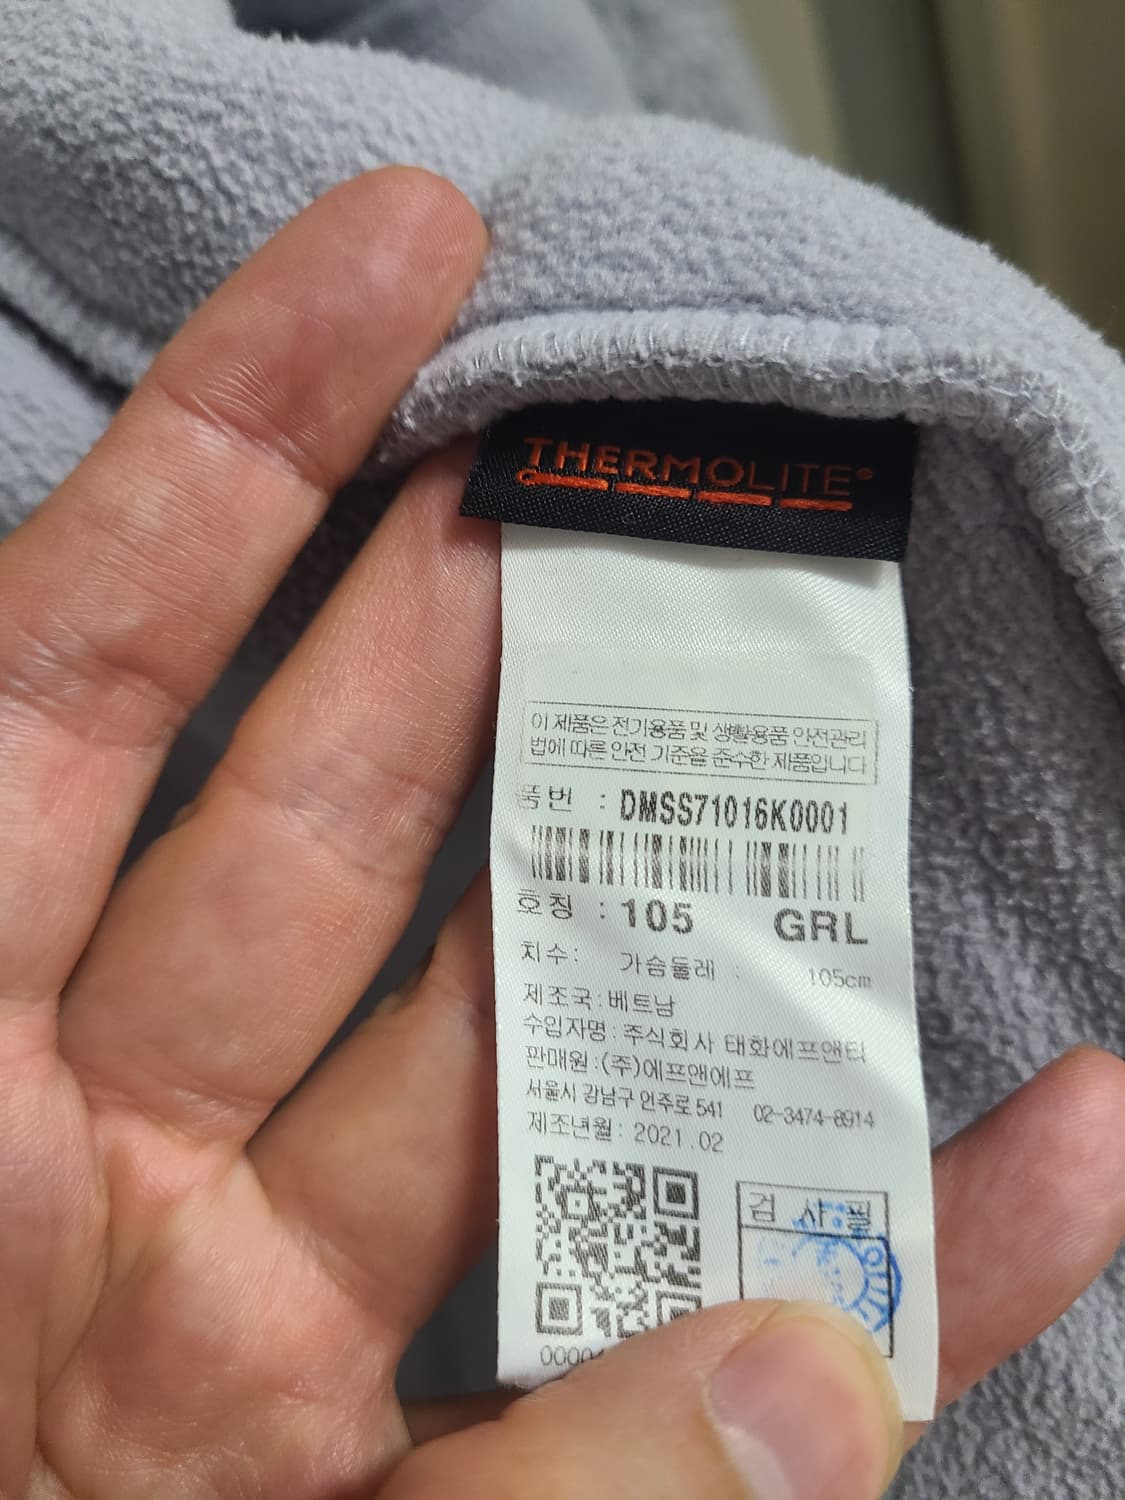 THERMOLITE®
이 제품은 전기용품 및 생활용품 안전관리
법에 따른 안전 기준을 준수한 제품입니다
품번 : DMSS71016K0001
호칭 : 105 GRL
치수: 가슴둘레 : 105cm
제조국 : 베트남
수입자명 : 주식회사 태화에프앤티
판매원 : (주)에프앤에프
서울시 강남구 언주로 541 02-3474-8914
제조년월 : 2021.02
검사필